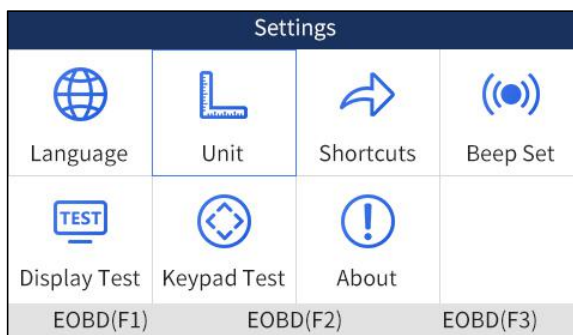 Settings
Language Unit Shortcuts Beep Set
TEST
Display Test Keypad Test About
EOBD(F1) EOBD(F2) EOBD(F3)